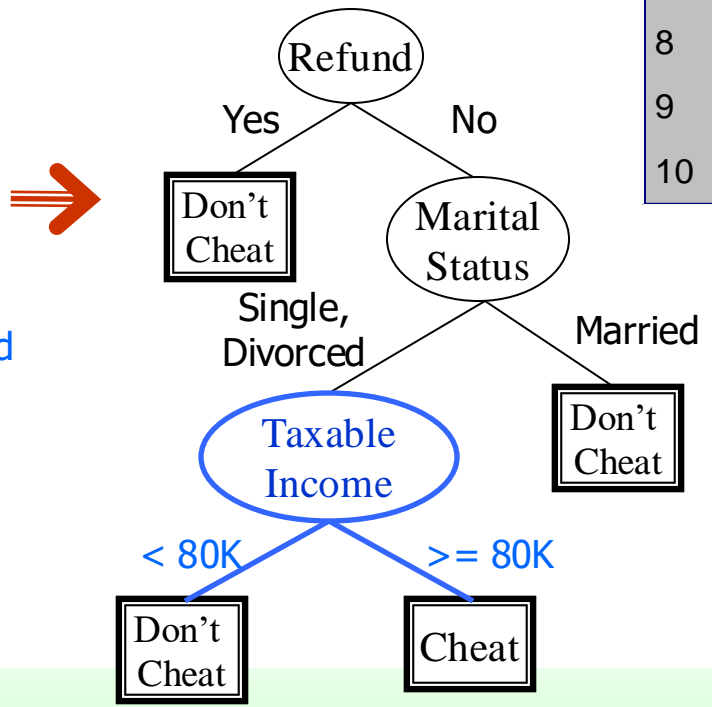 Refund
8
9
10
Yes
No
Don't
Cheat
Marital
Status
Single,
Divorced
Married
d
Taxable
Income
Don't
Cheat
< 80K
>= 80K
Don't
Cheat
Cheat